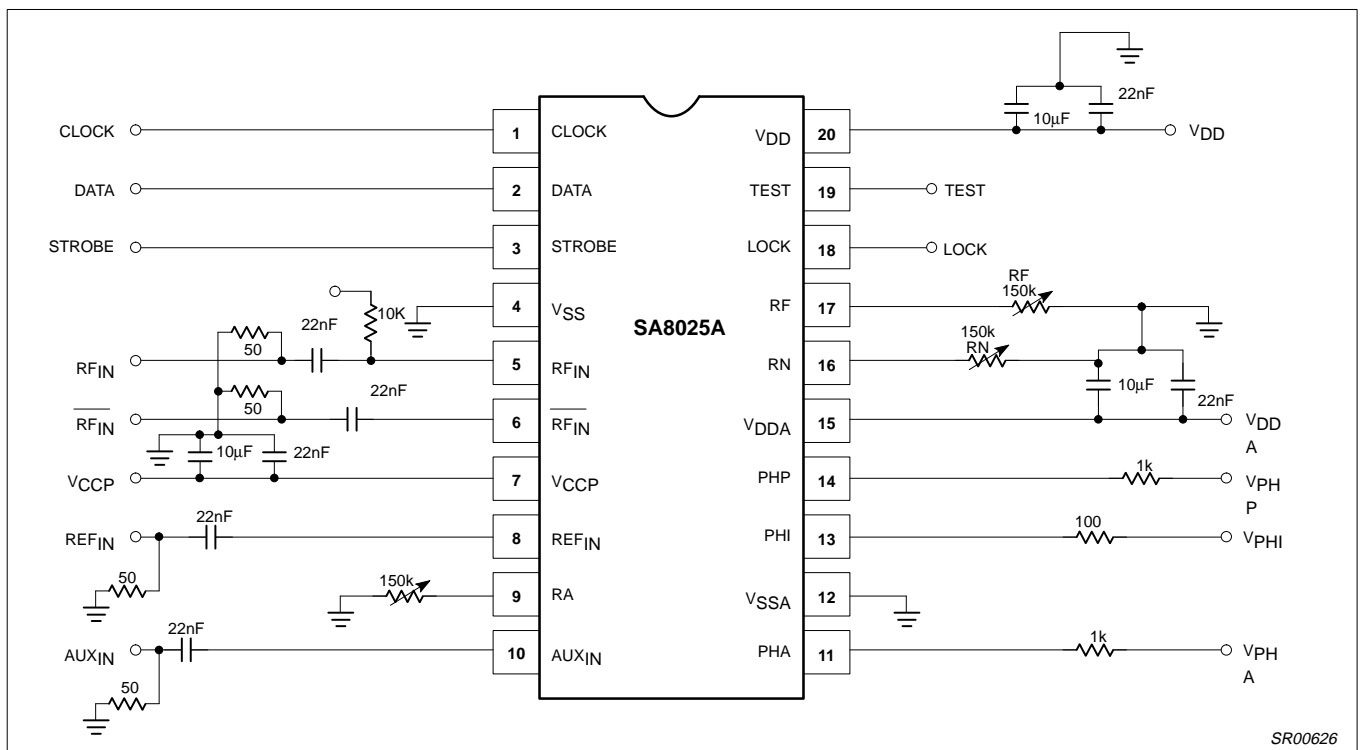 22nF
10μF
CLOCK
1
CLOCK
VDD
20
VDD
DATA
2
DATA
TEST
19
TEST
STROBE
3
STROBE
LOCK
18
LOCK
RF
150k
10K
4
VSS
SA8025A
RF
17
22nF
50
150k
RN
RFIN
5
RFIN
RN
16
22nF
10μF
22nF
50
RFIN
6
RFIN
VDDA
15
VDD
A
10μF
22nF
1k
VCCP
7
VCCP
PHP
14
VPH
P
22nF
100
REFIN
8
REFIN
PHI
13
VPHI
50
150k
9
RA
VSSA
12
22nF
1k
AUXIN
10
AUXIN
PHA
11
VPH
A
50
SR00626